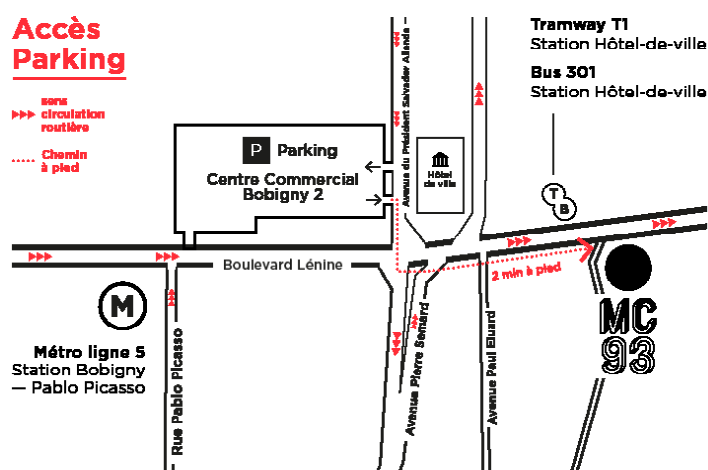 Accès
Parking
sens
circulation
routière
Chemin
à pied
Tramway T1
Station Hôtel-de-ville
Bus 301
Station Hôtel-de-ville
Avenue du Président Salvador Allende
P Parking
Centre Commercial
Bobigny 2
Hôtel
de ville
T
B
Boulevard Lénine
2 min à pied
M
Métro ligne 5
Station Bobigny
— Pablo Picasso
Rue Pablo Picasso
Avenue Pierre Semard
Avenue Paul Eluard
MC
93